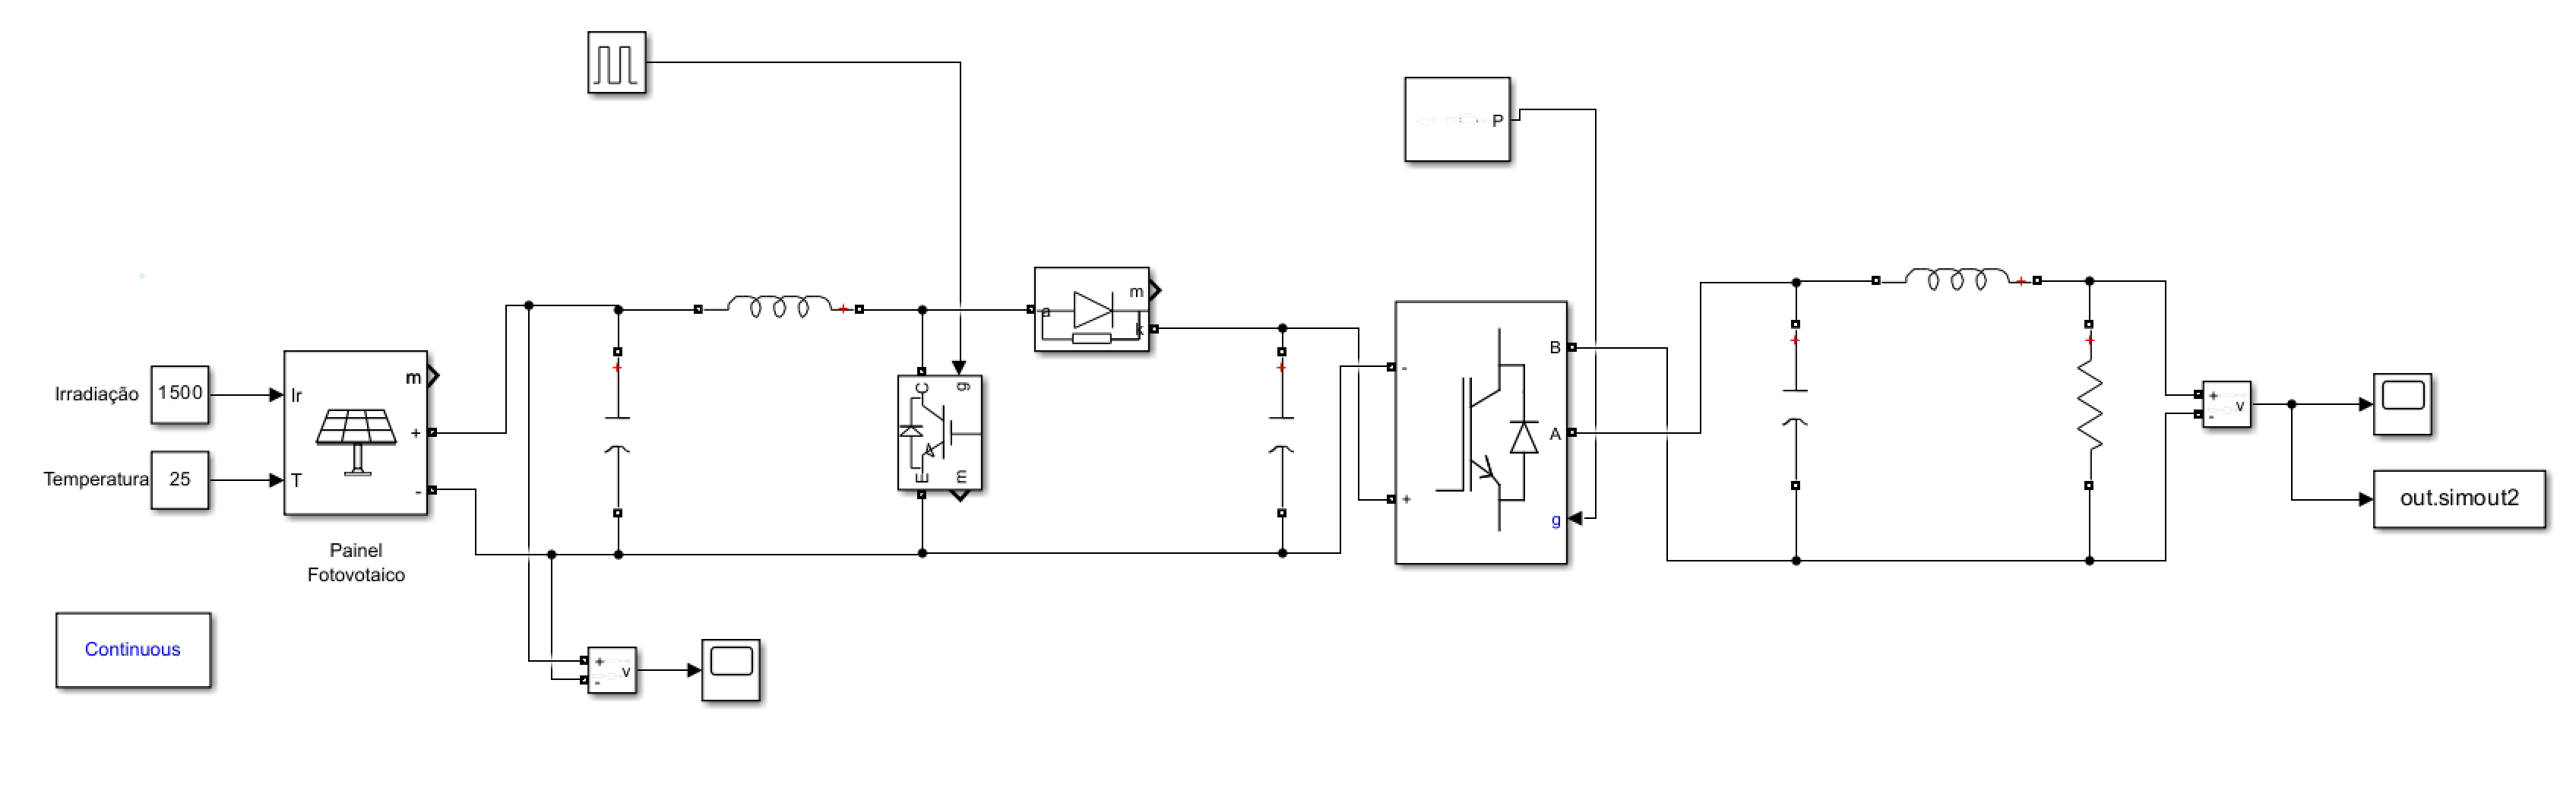 P
m
a
k
C
g
E
m
-
+
B
A
g
Irradiação
1500
Ir
m
+
Temperatura
25
T
-
Painel
Fotovotaico
+
-
v
out.simout2
Continuous
+
-
v